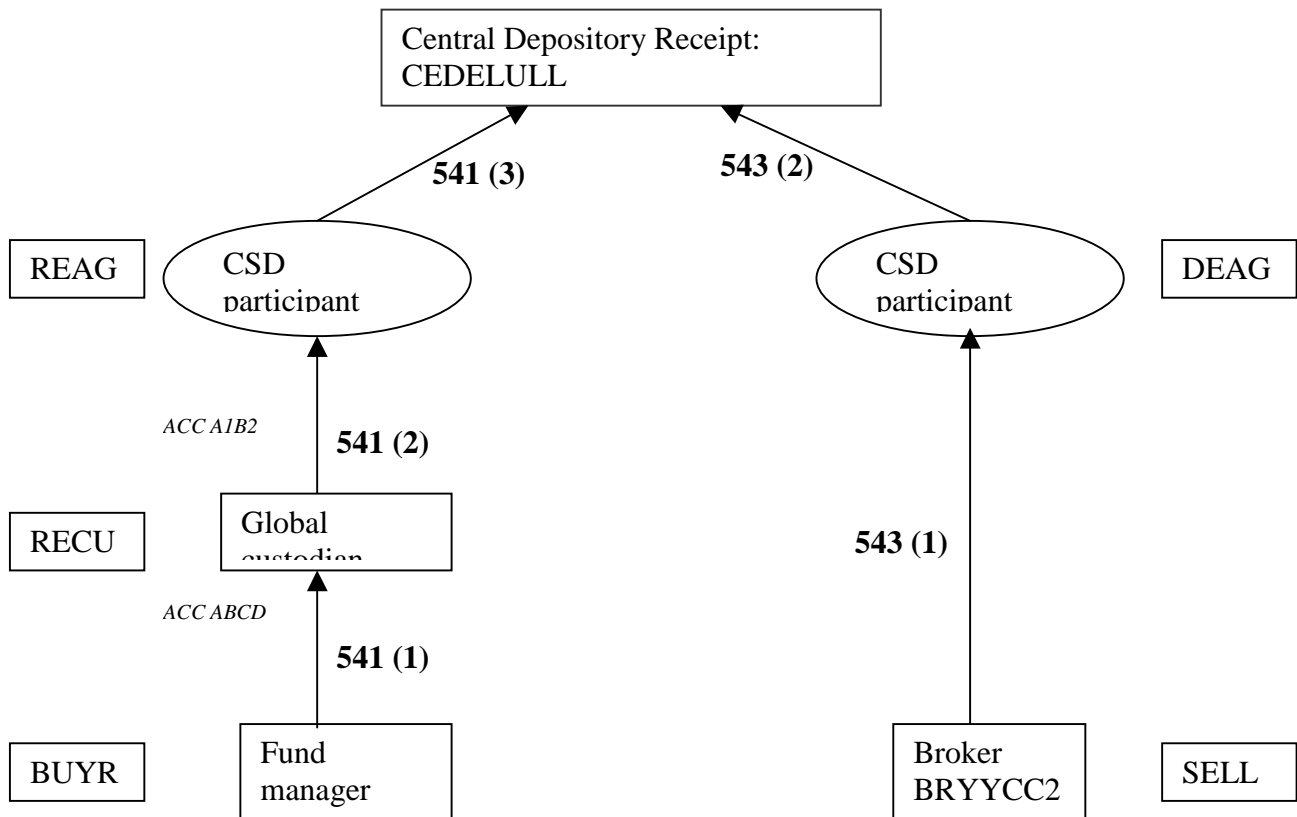 Central Depository Receipt:
CEDELULL
541 (3)
543 (2)
REAG
CSD
participant
CSD
participant
DEAG
ACC A1B2
541 (2)
RECU
Global
custodian
543 (1)
ACC ABCD
541 (1)
BUYR
Fund
manager
Broker
BRYYCC2
SELL